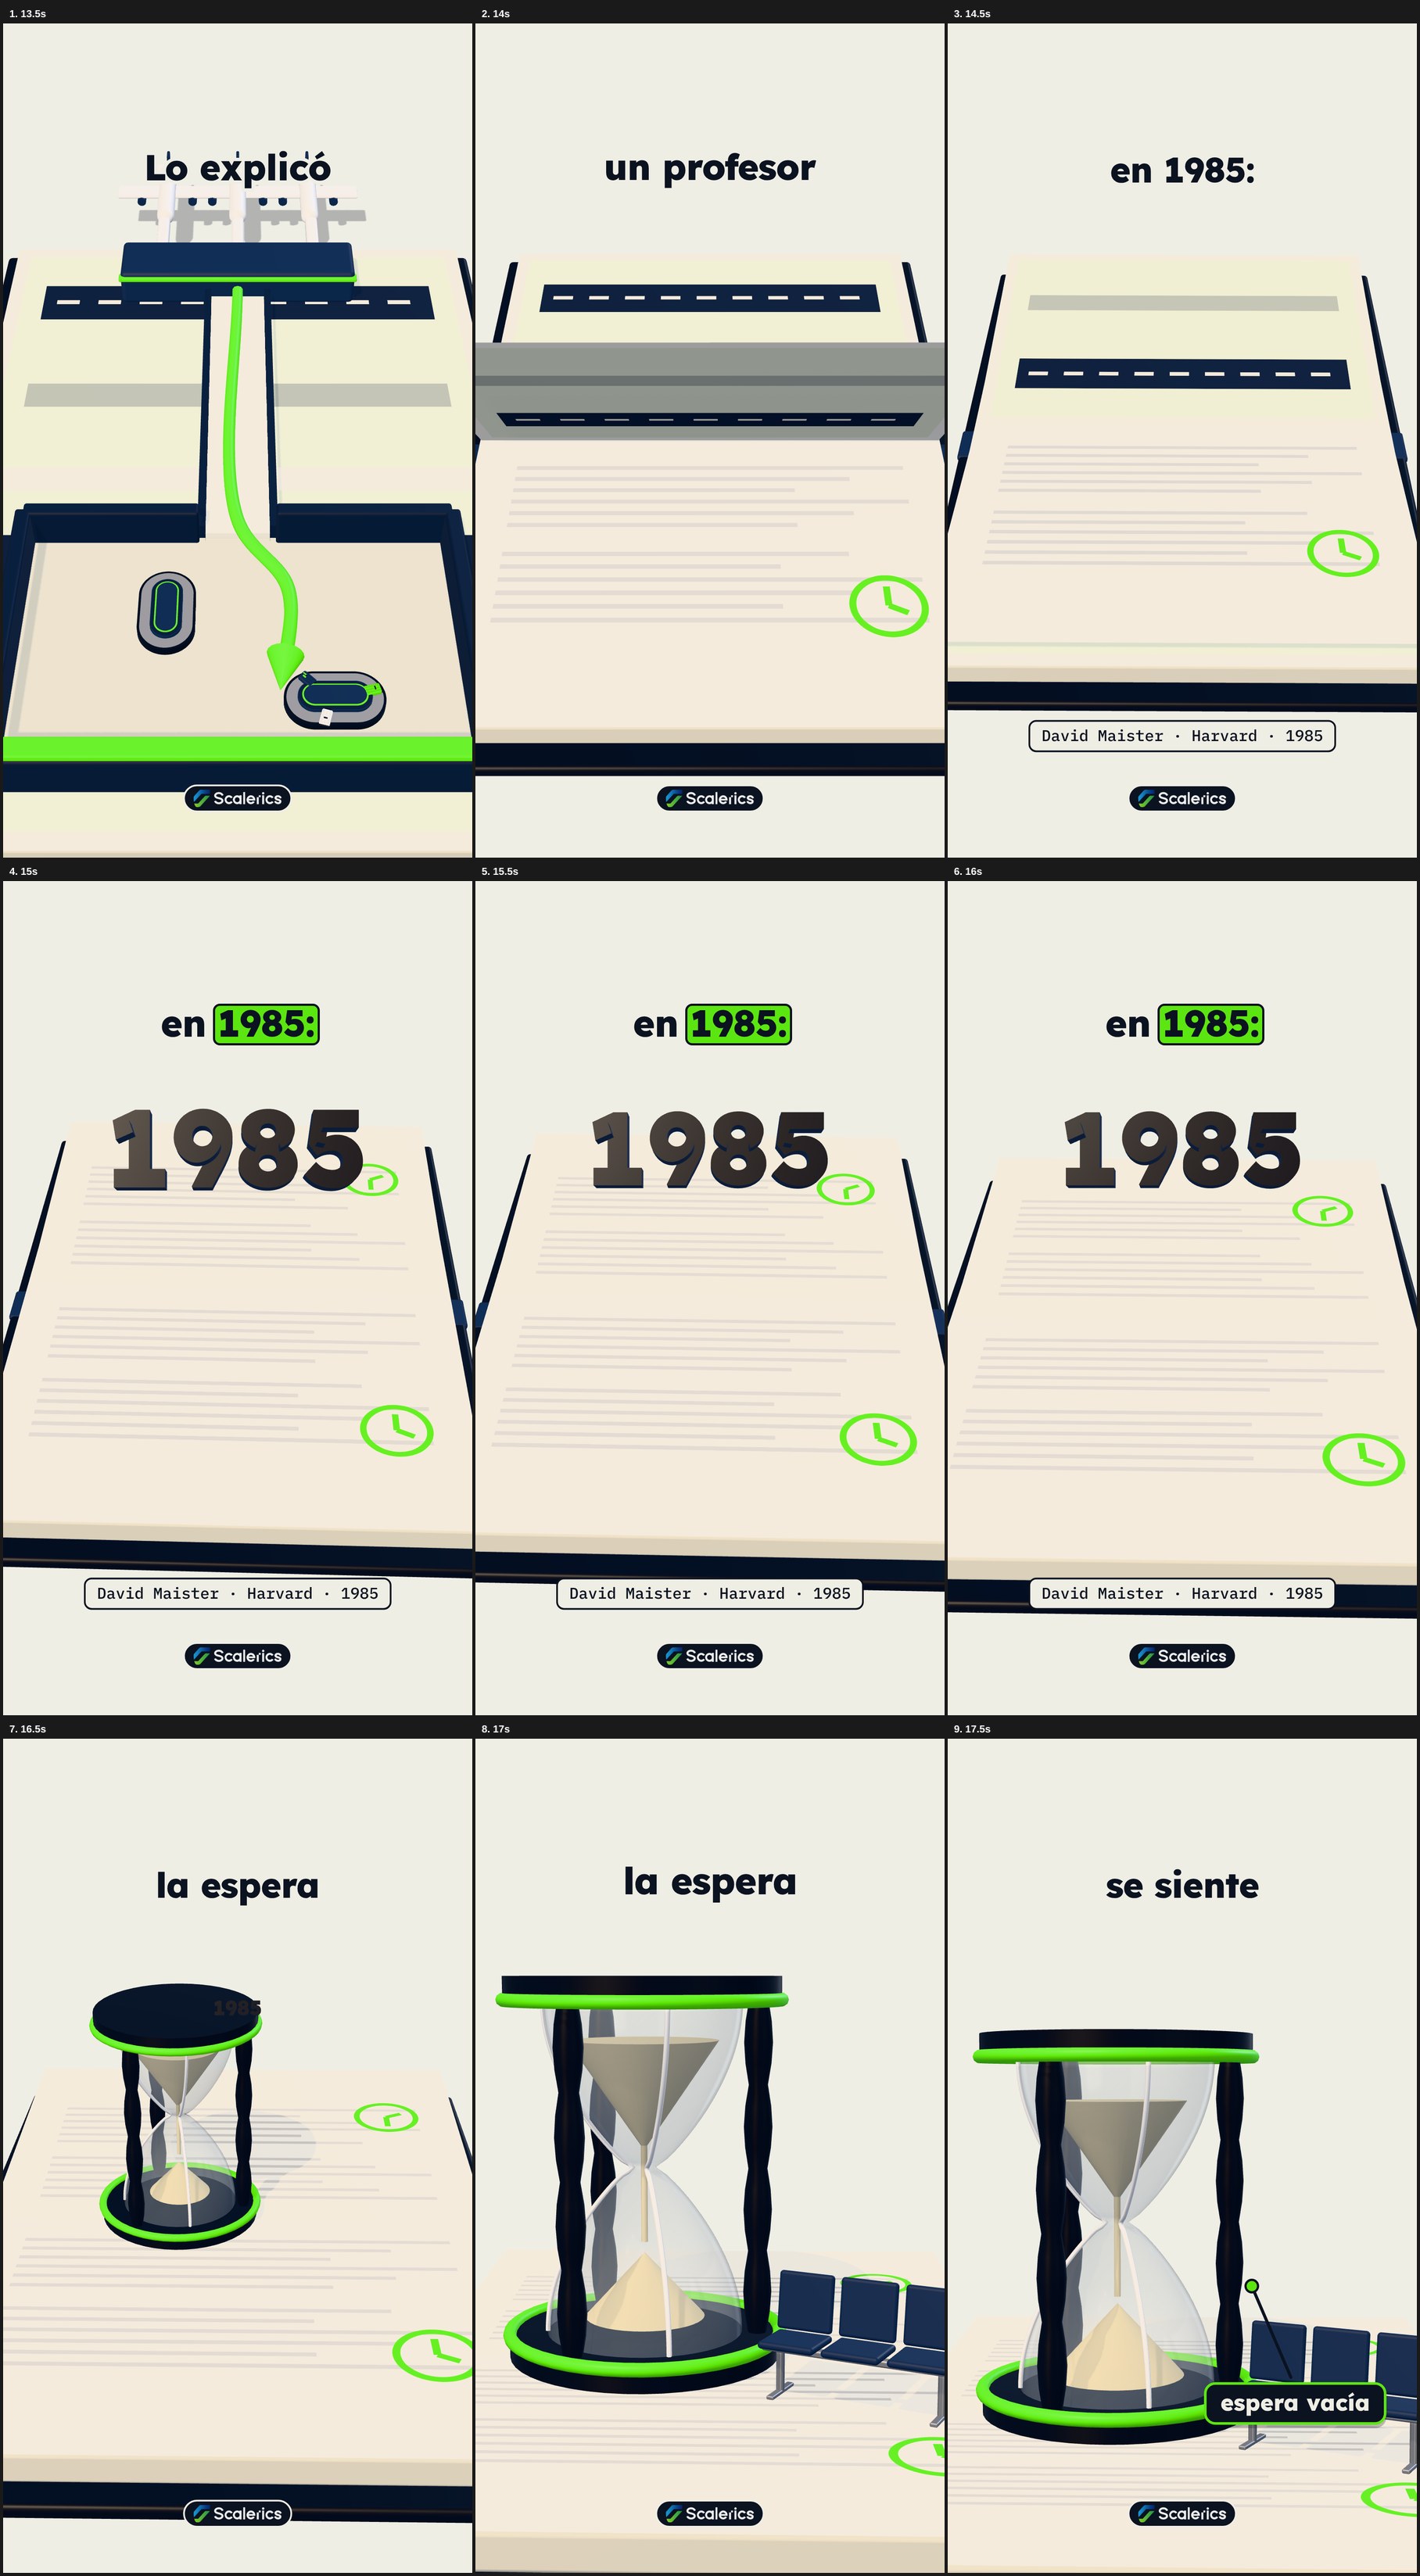 1. 13.5s
Lo explicó
Scalerics
2. 14s
un profesor
Scalerics
3. 14.5s
en 1985:
David Maister · Harvard · 1985
Scalerics
4. 15s
en 1985:
1985
David Maister · Harvard · 1985
Scalerics
5. 15.5s
en 1985:
1985
David Maister · Harvard · 1985
Scalerics
6. 16s
en 1985:
1985
David Maister · Harvard · 1985
Scalerics
7. 16.5s
la espera
1985
Scalerics
8. 17s
la espera
Scalerics
9. 17.5s
se siente
espera vacía
Scalerics